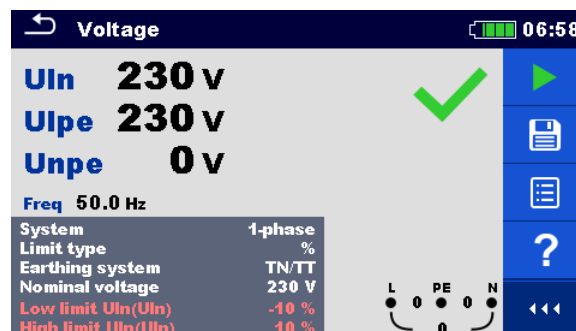 Voltage 06:58
Uln 230 V
Ulpe 230 V
Unpe 0 V
Freq 50.0 Hz
System 1-phase
Limit type %
Earthing system TN/TT
Nominal voltage 230 V
Low limit Uln(Uln) -10 %
High limit Uln(Uln) 10 %
?
L PE N
0 0
0